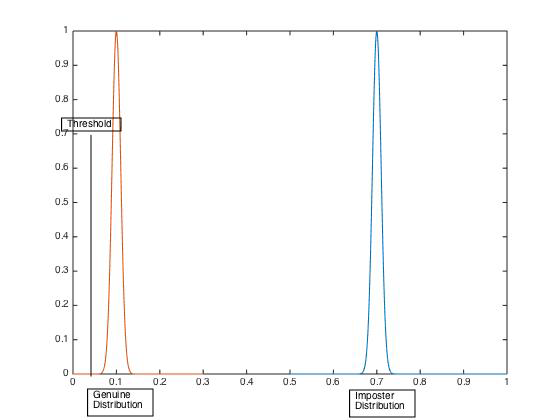 1
0.9
0.8
Threshold
0.7
0.6
0.5
0.4
0.3
0.2
0.1
0
0 0.1 0.2 0.3 0.4 0.5 0.6 0.7 0.8 0.9 1
Genuine
Distribution
Imposter
Distribution